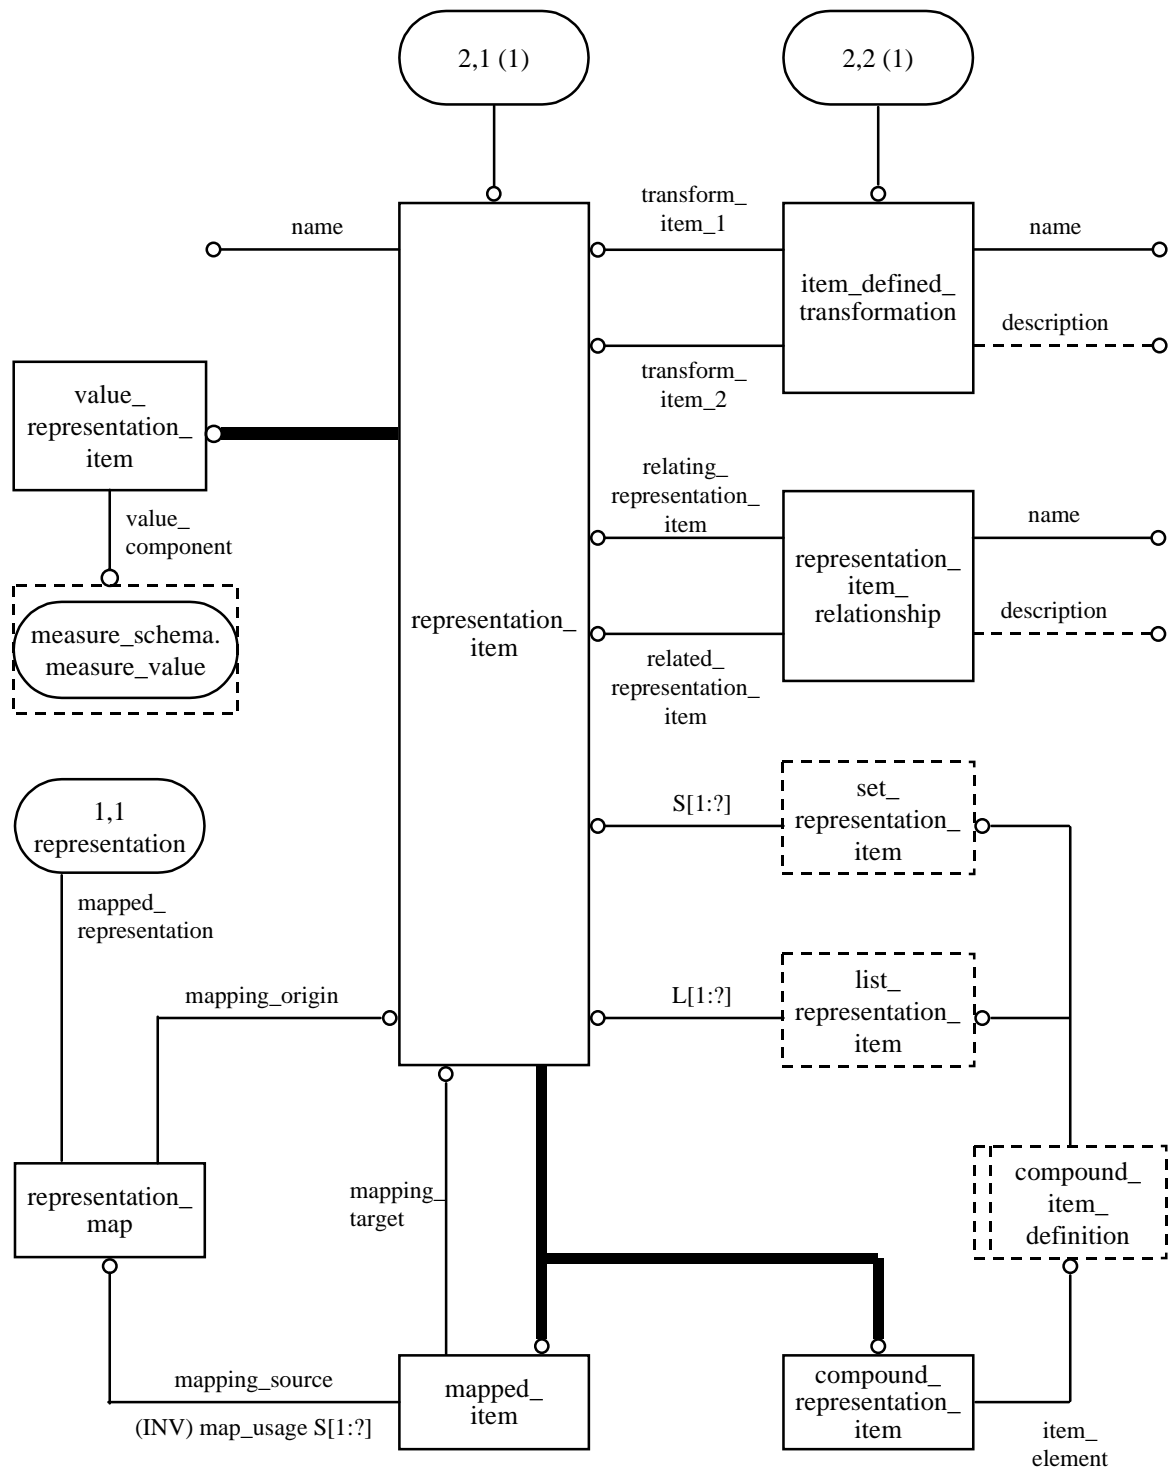 2,1 (1)
2,2 (1)
name
transform_
item_1
name
item_defined_
transformation
description
transform_
item_2
value_
representation_
item
relating_
representation_
item
name
value_
component
representation_
item_
relationship
description
measure_schema.
measure_value
representation_
item
related_
representation_
item
1,1
representation
S[1:?]
set_
representation_
item
mapped_
representation
mapping_origin
L[1:?]
list_
representation_
item
representation_
map
mapping_
target
compound_
item_
definition
mapping_source
(INV) map_usage S[1:?]
mapped_
item
compound_
representation_
item
item_
element